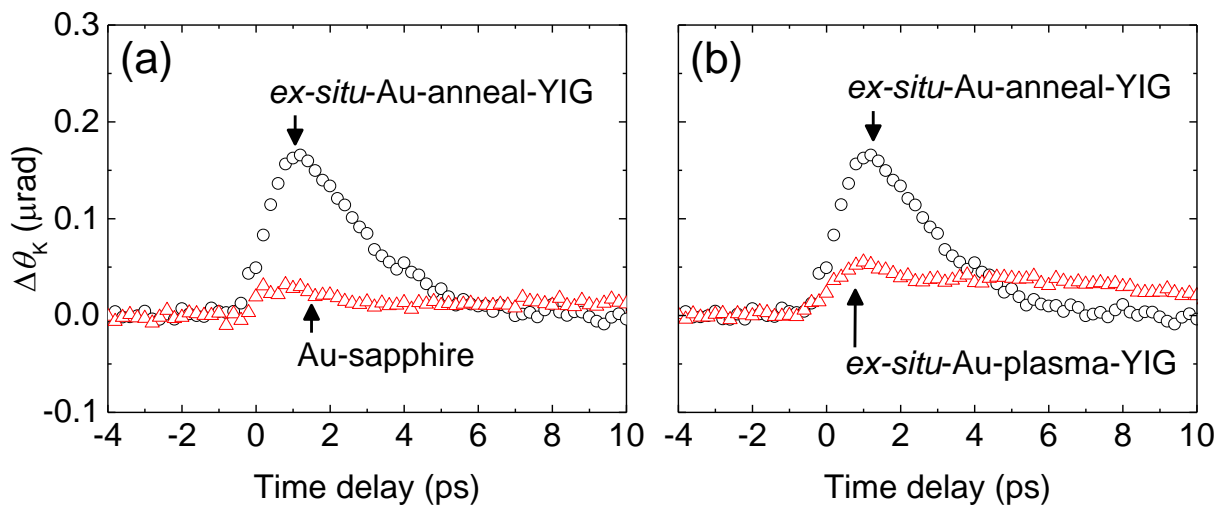 0.3
0.2
0.1
0.0
-0.1
Δθ_K (μrad)
(a)
ex-situ-Au-anneal-YIG
Au-sapphire
-4 -2 0 2 4 6 8 10
Time delay (ps)
(b)
ex-situ-Au-anneal-YIG
ex-situ-Au-plasma-YIG
-4 -2 0 2 4 6 8 10
Time delay (ps)